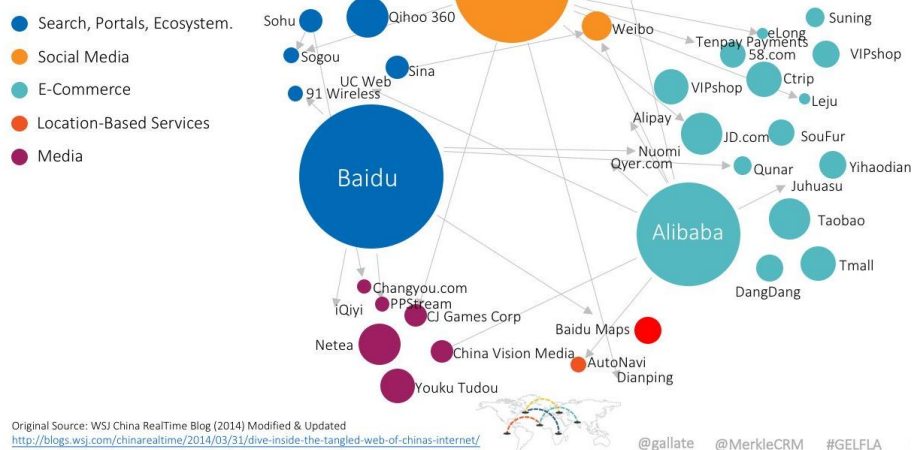 Search, Portals, Ecosystem.
Social Media
E-Commerce
Location-Based Services
Media
Sohu
Qihoo 360
Sogou
Sina
UC Web
91 Wireless
Baidu
Weibo
Tenpay Payments
eLong
Suning
58.com
VIPshop
VIPshop
Ctrip
Leju
Alipay
JD.com
SouFur
Nuomi
Qyer.com
Qunar
Yihaodian
Juhuasu
Alibaba
Taobao
Tmall
DangDang
Changyou.com
PPStream
iQiyi
CJ Games Corp
Netea
China Vision Media
Youku Tudou
Baidu Maps
AutoNavi
Dianping
Original Source: WSJ China RealTime Blog (2014) Modified & Updated
http://blogs.wsj.com/chinarealtime/2014/03/31/dive-inside-the-tangled-web-of-chinas-internet/
@gallate @MerkleCRM #GELFLA